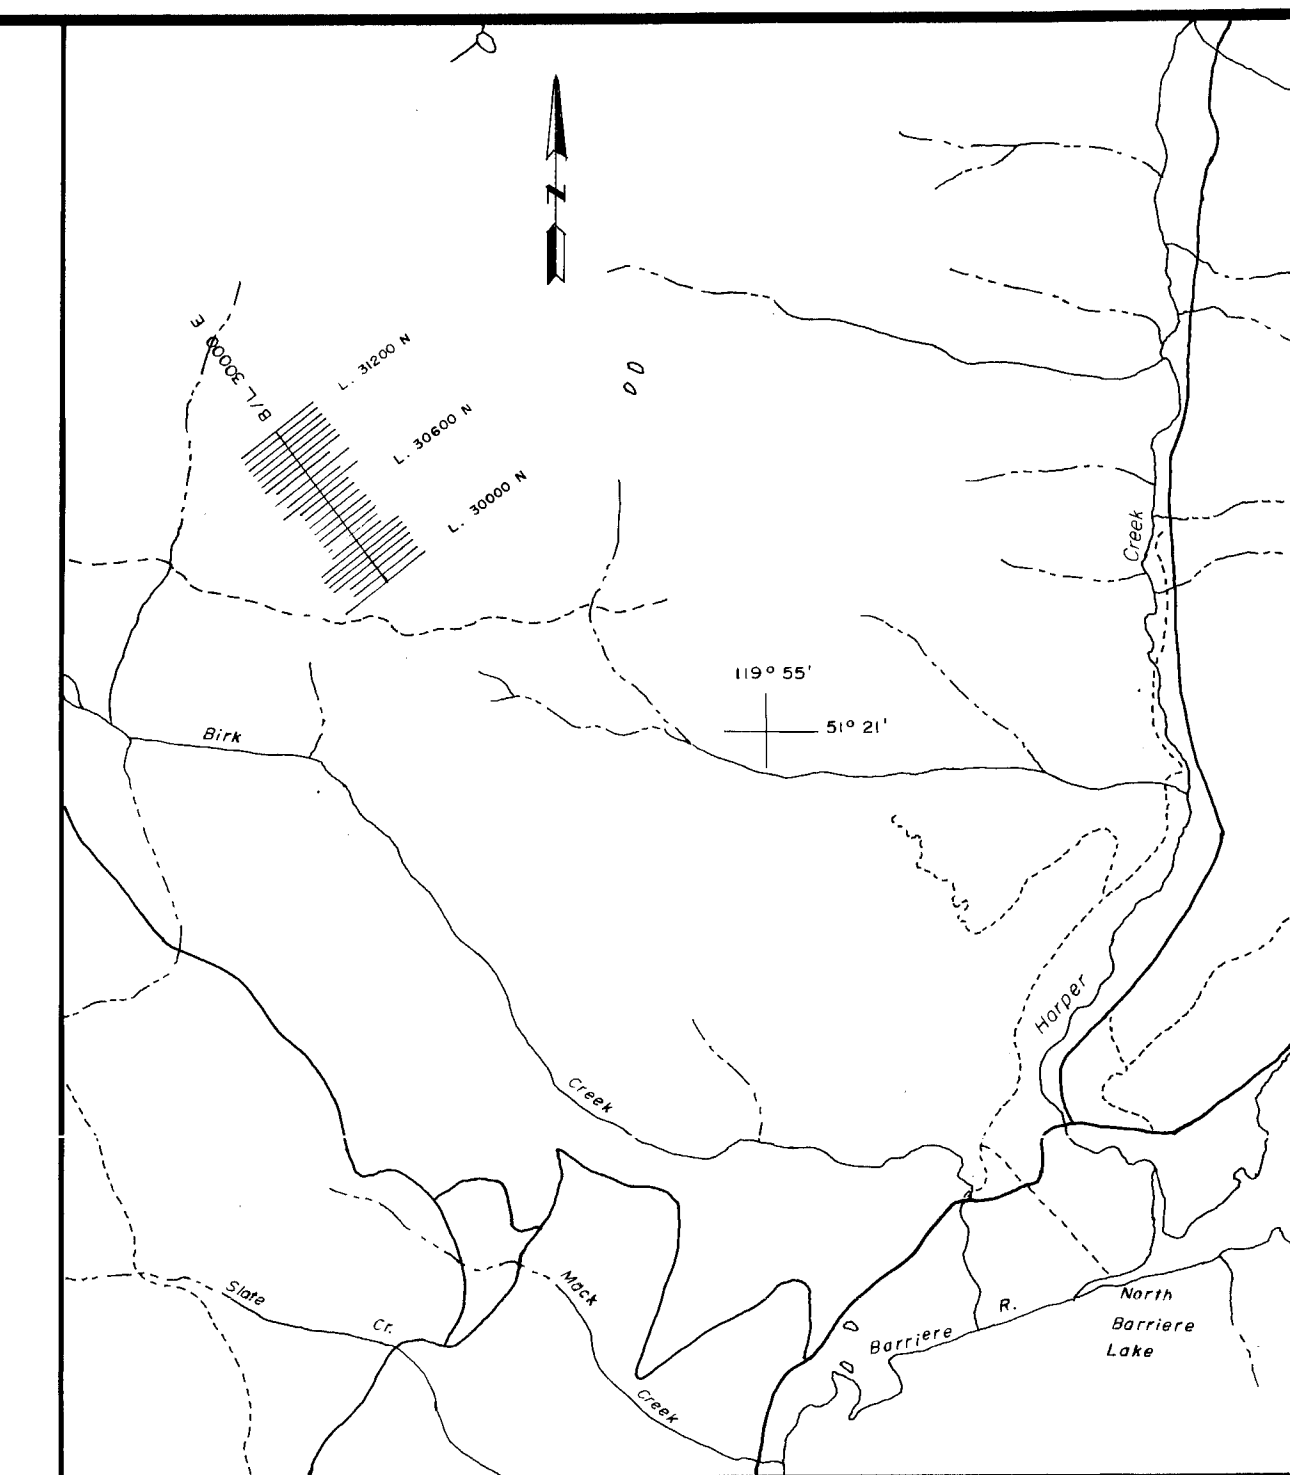 N
B/L 30000 E
L. 31200 N
L. 30600 N
L. 30000 N
Creek
119° 55'
51° 21'
Birk
Harper
Creek
Mack
Slate
Cr.
R.
North
Barriere
Barriere
Lake
Creek